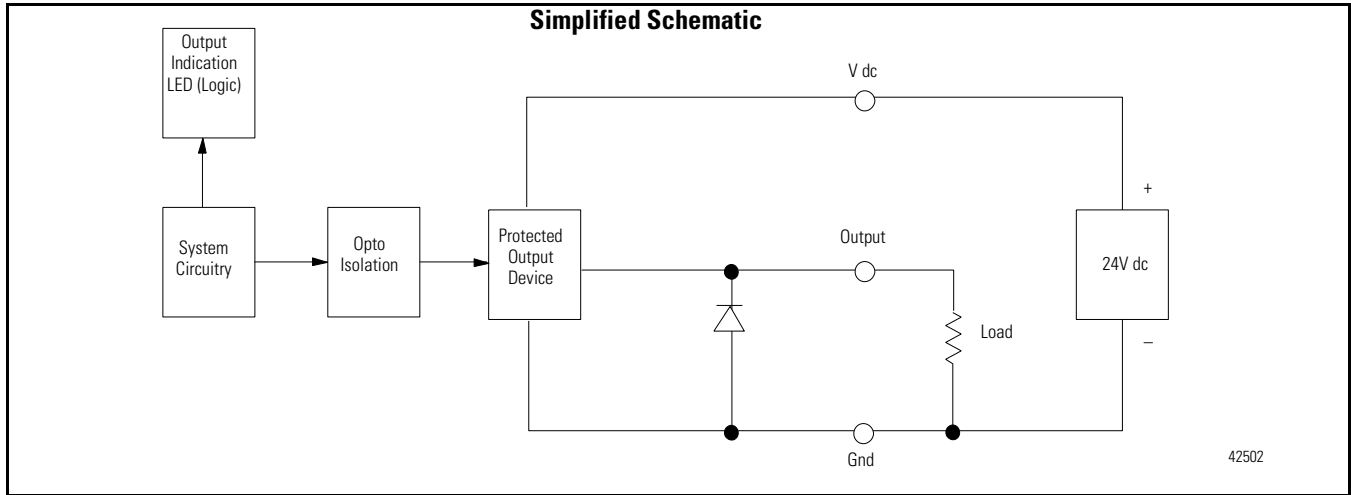 Simplified Schematic
Output
Indication
LED (Logic)
V dc
+
System
Circuitry
Opto
Isolation
Protected
Output
Device
Output
24V dc
Load
–
Gnd
42502